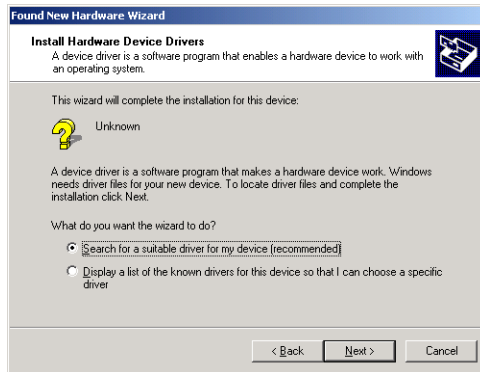 Found New Hardware Wizard
Install Hardware Device Drivers
A device driver is a software program that enables a hardware device to work with
an operating system.
This wizard will complete the installation for this device:
Unknown
A device driver is a software program that makes a hardware device work. Windows
needs driver files for your new device. To locate driver files and complete the
installation click Next.
What do you want the wizard to do?
Search for a suitable driver for my device (recommended)
Display a list of the known drivers for this device so that I can choose a specific
driver
< Back Next > Cancel